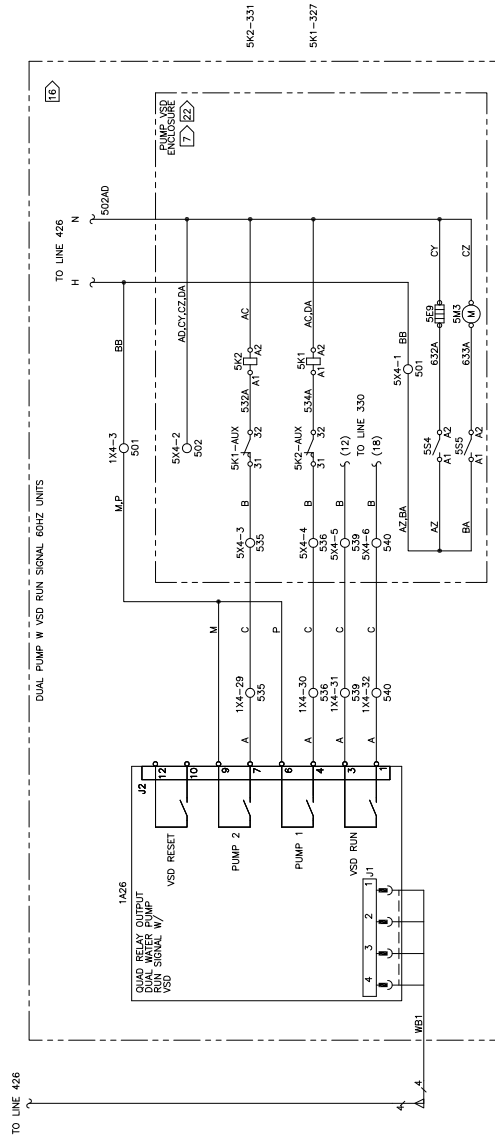 TO LINE 426
DUAL PUMP W VSD RUN SIGNAL 60HZ UNITS
16
TO LINE 426
H
N
502AD
PUMP VSD
ENCLOSURE
7
22
5K2-331
5K1-327
1A26
QUAD RELAY OUTPUT
DUAL WATER PUMP
RUN SIGNAL W/
VSD
J2
12
VSD RESET
10
9
PUMP 2
7
6
PUMP 1
4
3
VSD RUN
1
J1
4
3
2
1
WB1
4
4
M,P
1X4-3
501
BB
5X4-2
502
AD,CY,CZ,DA
M
A
1X4-29
535
C
5X4-3
535
B
5K1-AUX
31
32
532A
5K2
A1
A2
AC
P
A
1X4-30
536
C
5X4-4
536
B
5K2-AUX
31
32
534A
5K1
A1
A2
AC,DA
A
1X4-31
539
C
5X4-5
539
B
(12)
TO LINE 330
A
1X4-32
540
C
5X4-6
540
B
(18)
AZ,BA
5X4-1
501
BB
AZ
5S4
A1
A2
632A
5E9
CY
BA
5S5
A1
A2
633A
5M3
M
CZ